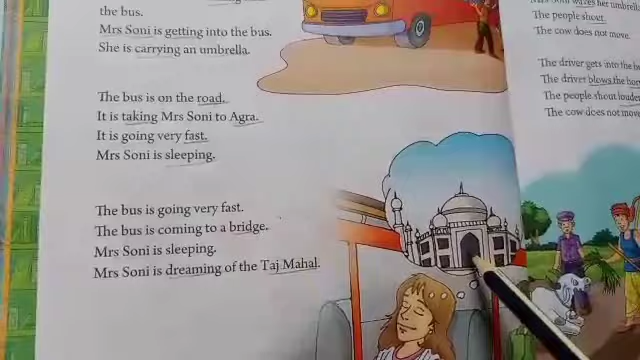 the bus.
Mrs Soni is getting into the bus.
She is carrying an umbrella.
The bus is on the road.
It is taking Mrs Soni to Agra.
It is going very fast.
Mrs Soni is sleeping.
The bus is going very fast.
The bus is coming to a bridge.
Mrs Soni is sleeping.
Mrs Soni is dreaming of the Taj Mahal.
Mrs Soni waves her
The people shout.
The cow does not move.
The driver gets into the
The driver blows the
The people shout
The cow does not move